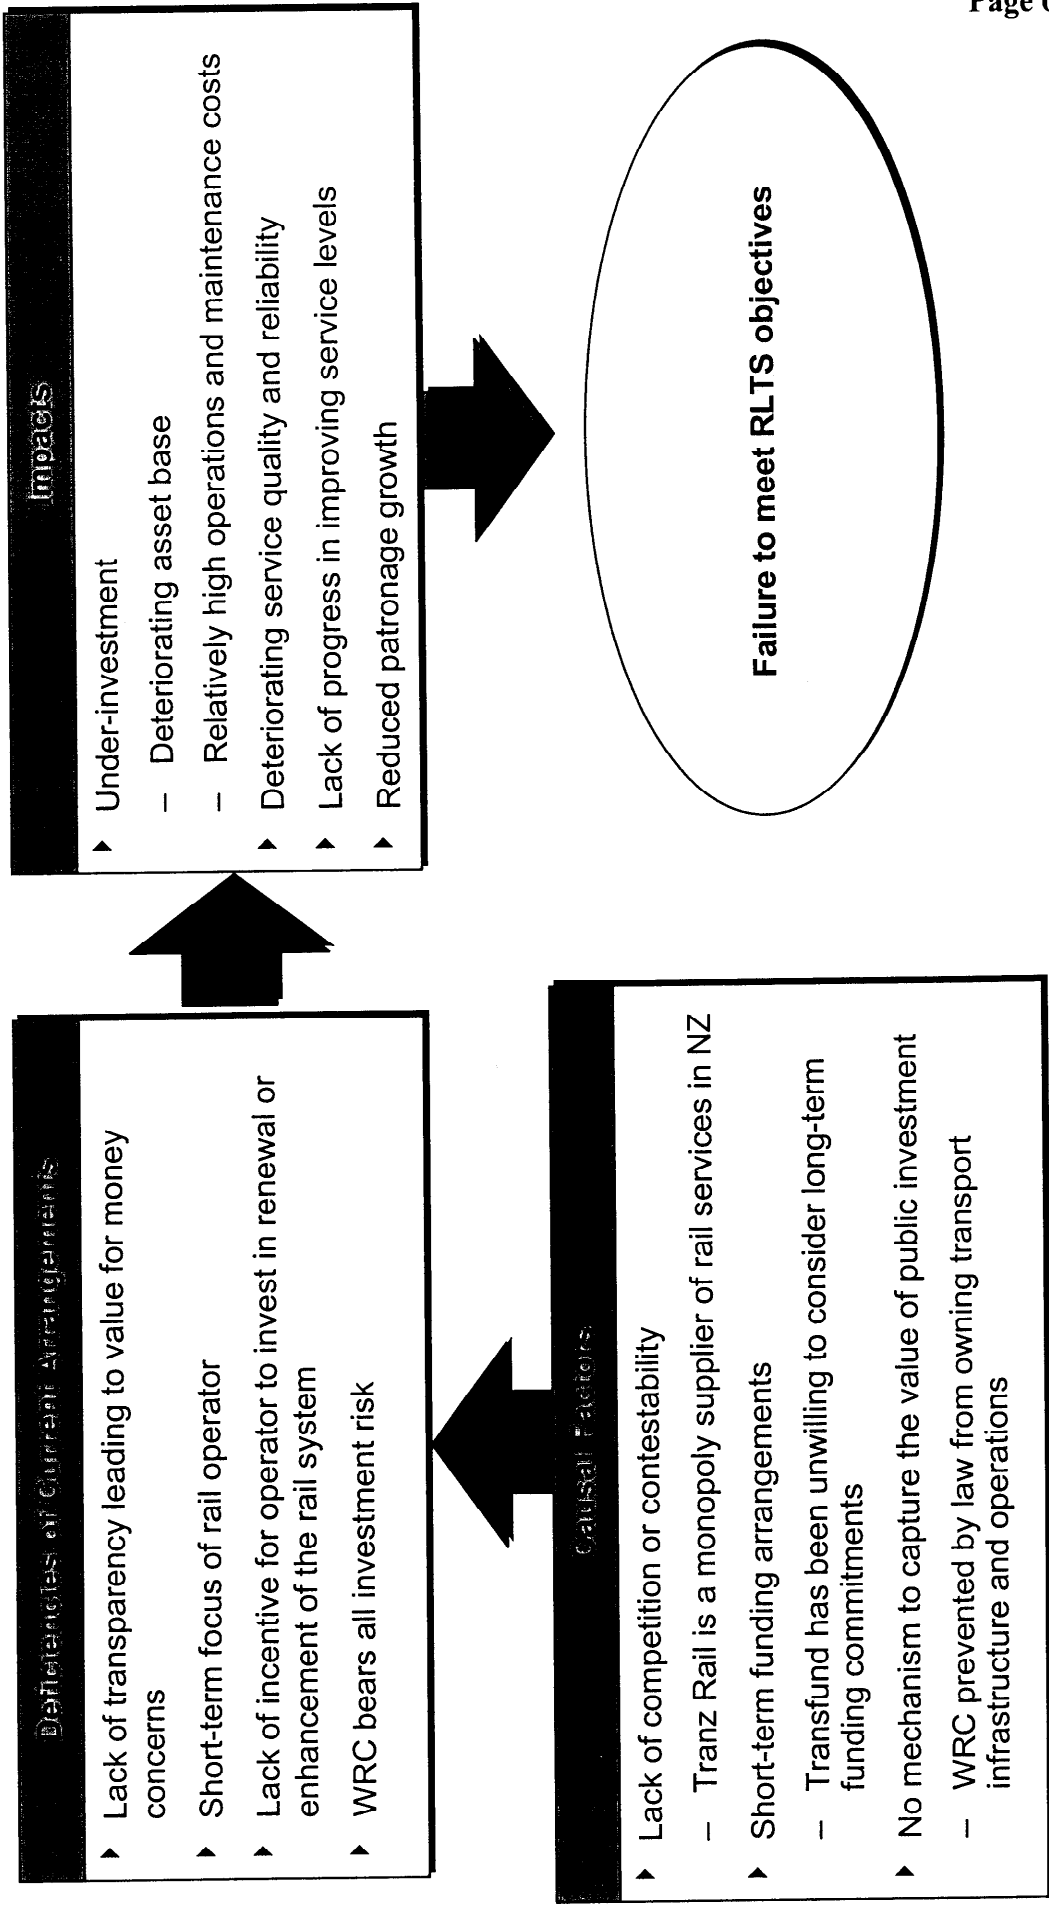 Page
Deficiencies of Current Arrangements
Lack of transparency leading to value for money
concerns
Short-term focus of rail operator
Lack of incentive for operator to invest in renewal or
enhancement of the rail system
WRC bears all investment risk
Impacts
Under-investment
– Deteriorating asset base
– Relatively high operations and maintenance costs
Deteriorating service quality and reliability
Lack of progress in improving service levels
Reduced patronage growth
Causal Factors
Lack of competition or contestability
– Tranz Rail is a monopoly supplier of rail services in NZ
Short-term funding arrangements
– Transfund has been unwilling to consider long-term
funding commitments
No mechanism to capture the value of public investment
– WRC prevented by law from owning transport
infrastructure and operations
Failure to meet RLTS objectives